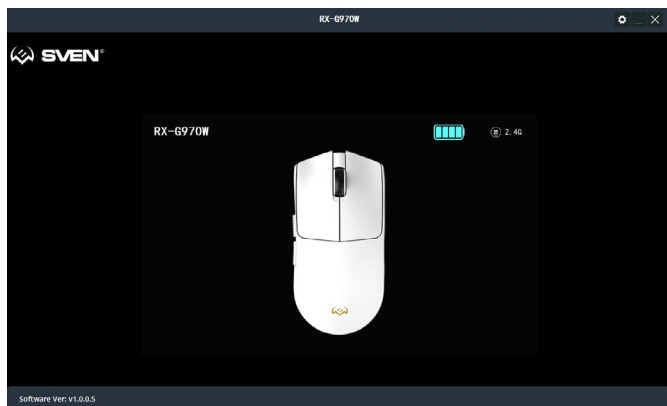 RX-G970W
SVEN®
RX-G970W
2.4G
Software Ver: v1.0.0.5